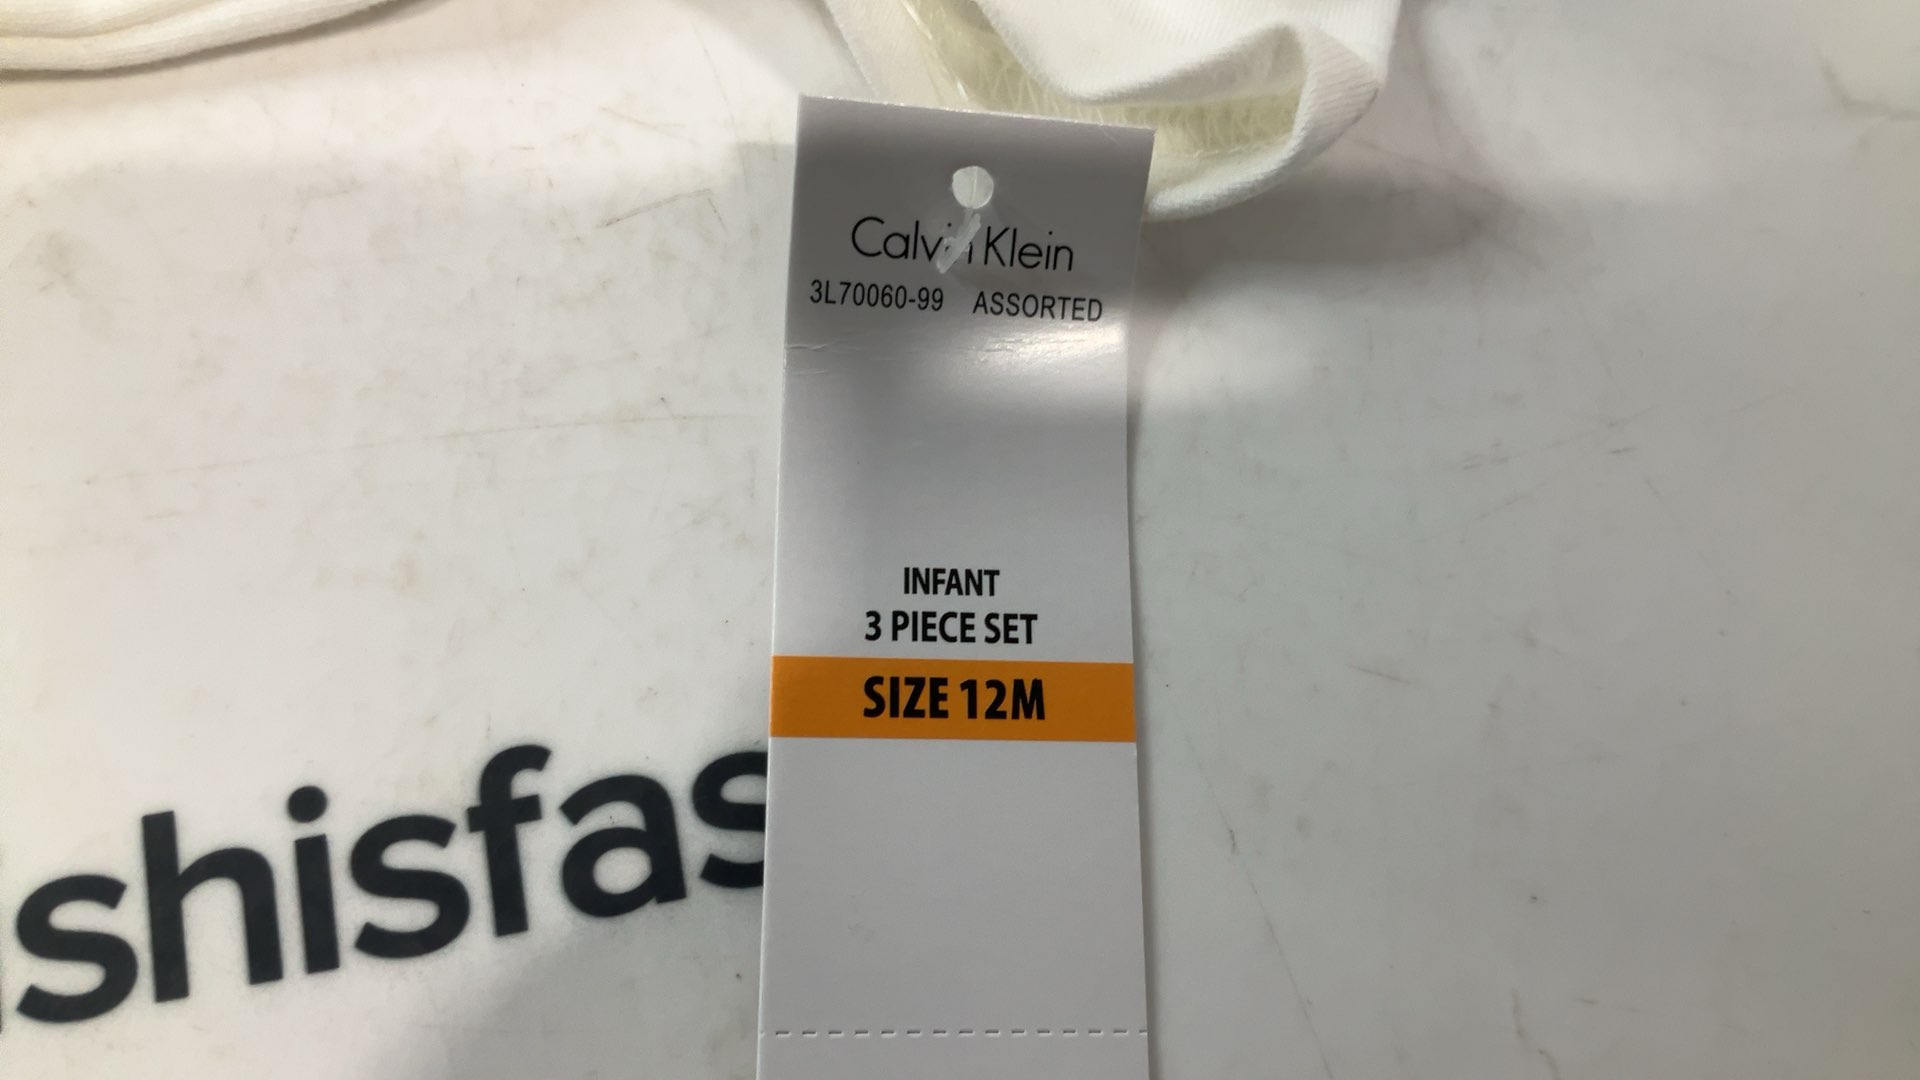 Calvin Klein
3L70060-99 ASSORTED
INFANT
3 PIECE SET
SIZE 12M
shisfas